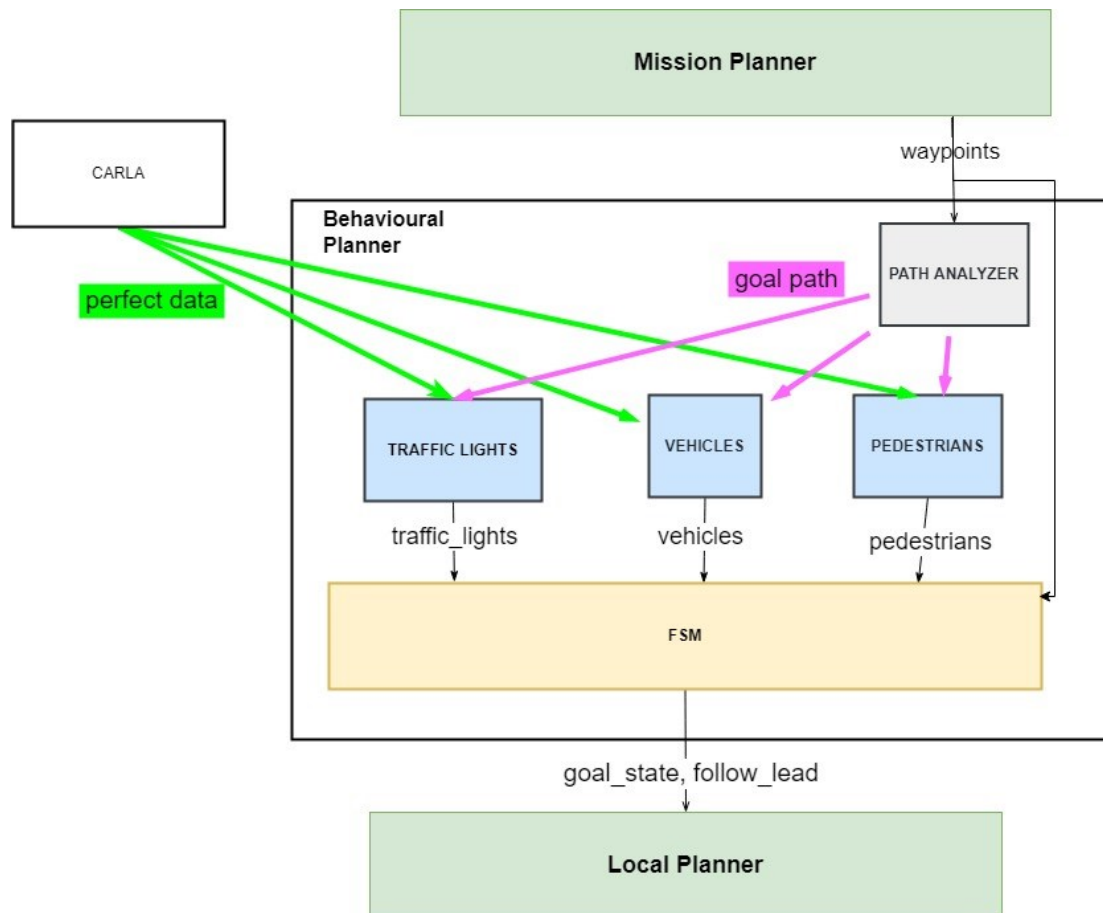 Mission Planner
CARLA
waypoints
Behavioural
Planner
perfect data
goal path
PATH ANALYZER
TRAFFIC LIGHTS
VEHICLES
PEDESTRIANS
traffic_lights
vehicles
pedestrians
FSM
goal_state, follow_lead
Local Planner